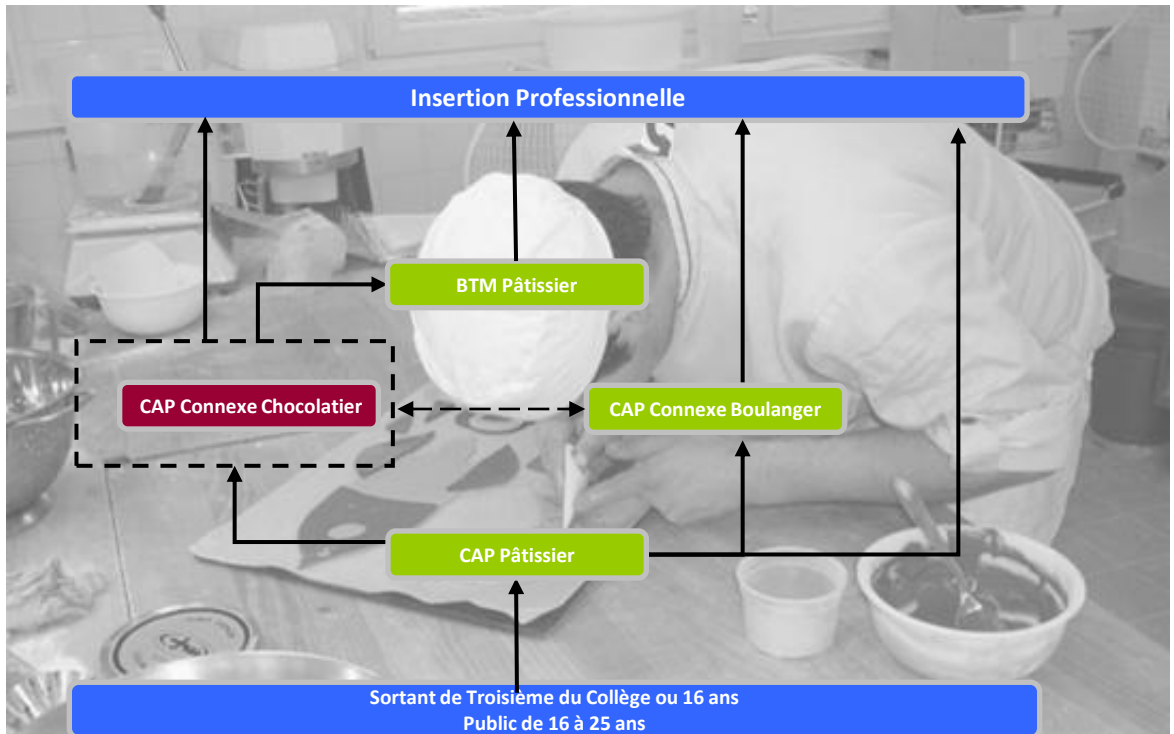 Insertion Professionnelle
BTM Pâtissier
CAP Connexe Chocolatier
CAP Connexe Boulanger
CAP Pâtissier
Sortant de Troisième du Collège ou 16 ans
Public de 16 à 25 ans